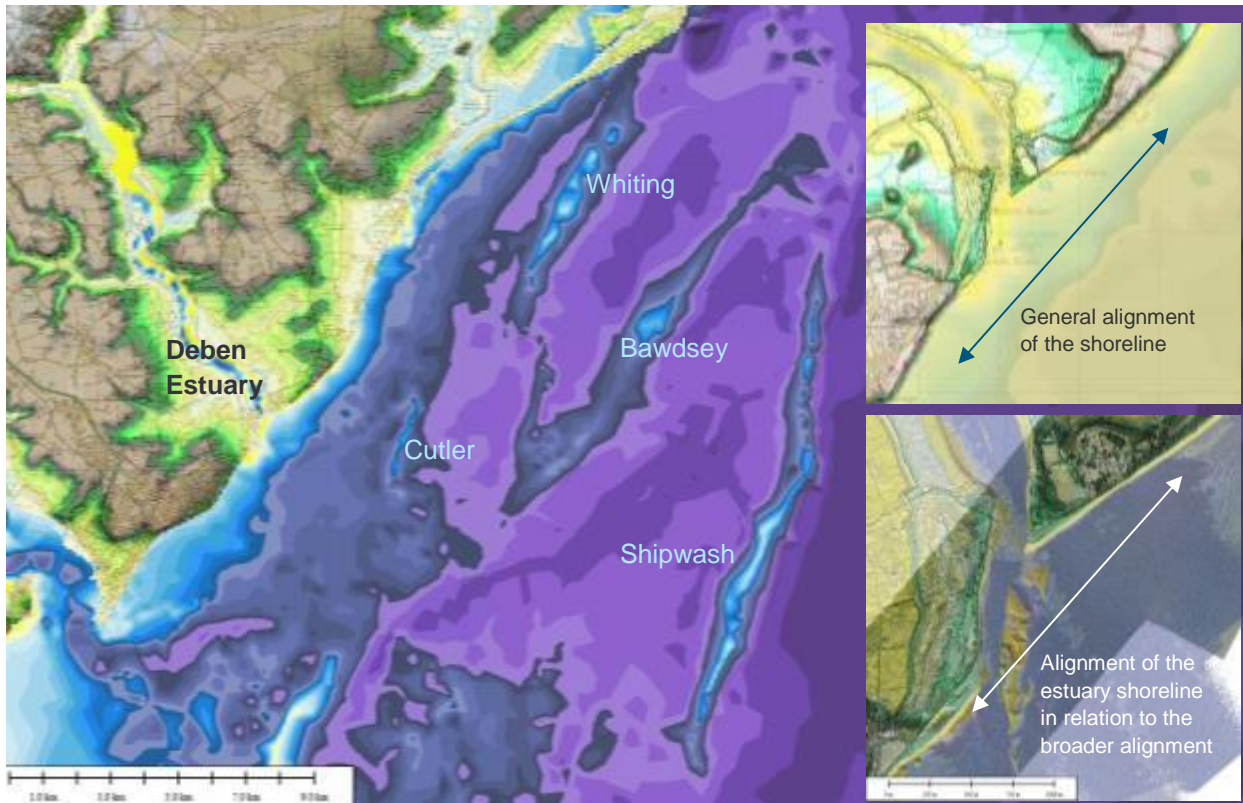 Whiting
Bawdsey
Deben
Estuary
Cutler
Shipwash
General alignment
of the shoreline
Alignment of the
estuary shoreline
in relation to the
broader alignment